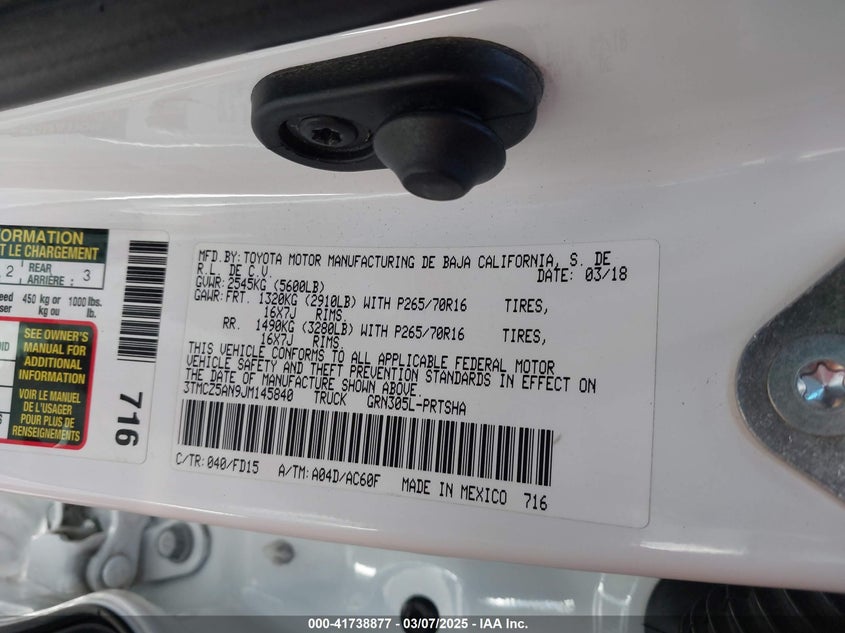 FORMATION
T LE CHARGEMENT
2 REAR ARRIÈRE : 3
450 kg or 1000 lbs.
kg ou lb.
SEE OWNER'S
MANUAL FOR
ADDITIONAL
INFORMATION
VOIR LE MANUEL
DE L'USAGER
POUR PLUS DE
RENSEIGNEMENTS
716
MFD.BY:TOYOTA MOTOR MANUFACTURING DE BAJA CALIFORNIA, S. DE
R.L. DE C.V. DATE: 03/18
GVWR:2545KG (5600LB)
GAWR:FRT. 1320KG (2910LB) WITH P265/70R16 TIRES,
16X7J RIMS.
RR. 1490KG (3280LB) WITH P265/70R16 TIRES,
16X7J RIMS.
THIS VEHICLE CONFORMS TO ALL APPLICABLE FEDERAL MOTOR
VEHICLE SAFETY AND THEFT PREVENTION STANDARDS IN EFFECT ON
THE DATE OF MANUFACTURE SHOWN ABOVE.
3TMCZ5AN9JM145840 TRUCK GRN305L-PRTSHA
C/TR:040/FD15 A/TM:A04D/AC60F MADE IN MEXICO 716
000-41738877 — 03/07/2025 — IAA Inc.